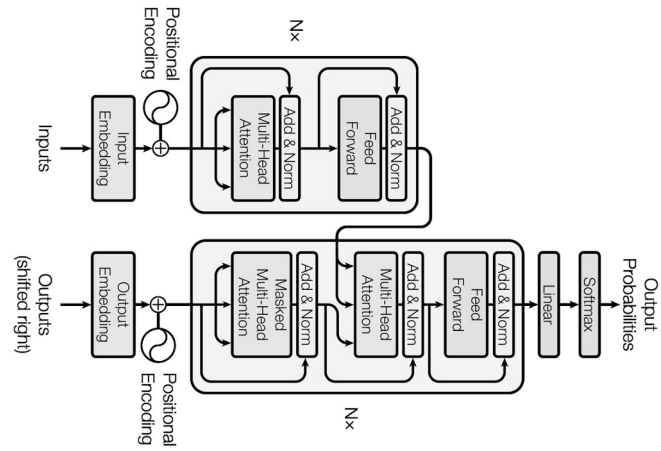 Output
Probabilities
Softmax
Linear
Add & Norm
Feed
Forward
Add & Norm
Multi-Head
Attention
Add & Norm
Masked
Multi-Head
Attention
Nx
Positional
Encoding
Output
Embedding
Outputs
(shifted right)
Add & Norm
Feed
Forward
Add & Norm
Multi-Head
Attention
Nx
Positional
Encoding
Input
Embedding
Inputs